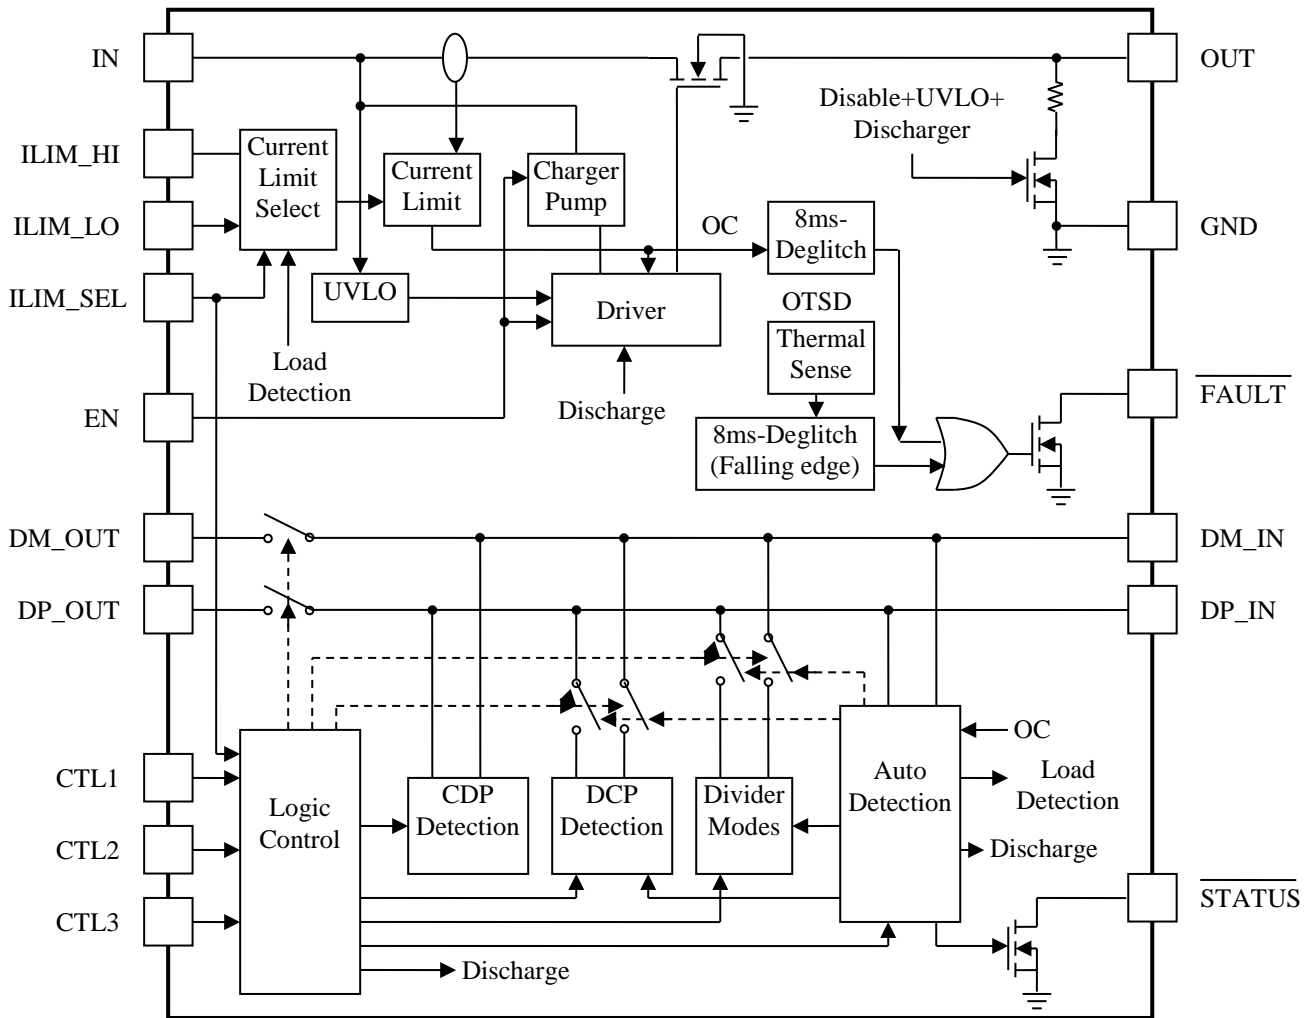 IN
OUT
Disable+UVLO+
Discharger
ILIM_HI
Current
Limit
Select
Current
Limit
Charger
Pump
ILIM_LO
OC
8ms-
Deglitch
GND
ILIM_SEL
UVLO
Driver
OTSD
Thermal
Sense
Load
Detection
Discharge
FAULT
EN
8ms-Deglitch
(Falling edge)
DM_OUT
DM_IN
DP_OUT
DP_IN
OC
CTL1
Logic
Control
CDP
Detection
DCP
Detection
Divider
Modes
Auto
Detection
Load
Detection
CTL2
Discharge
CTL3
STATUS
Discharge